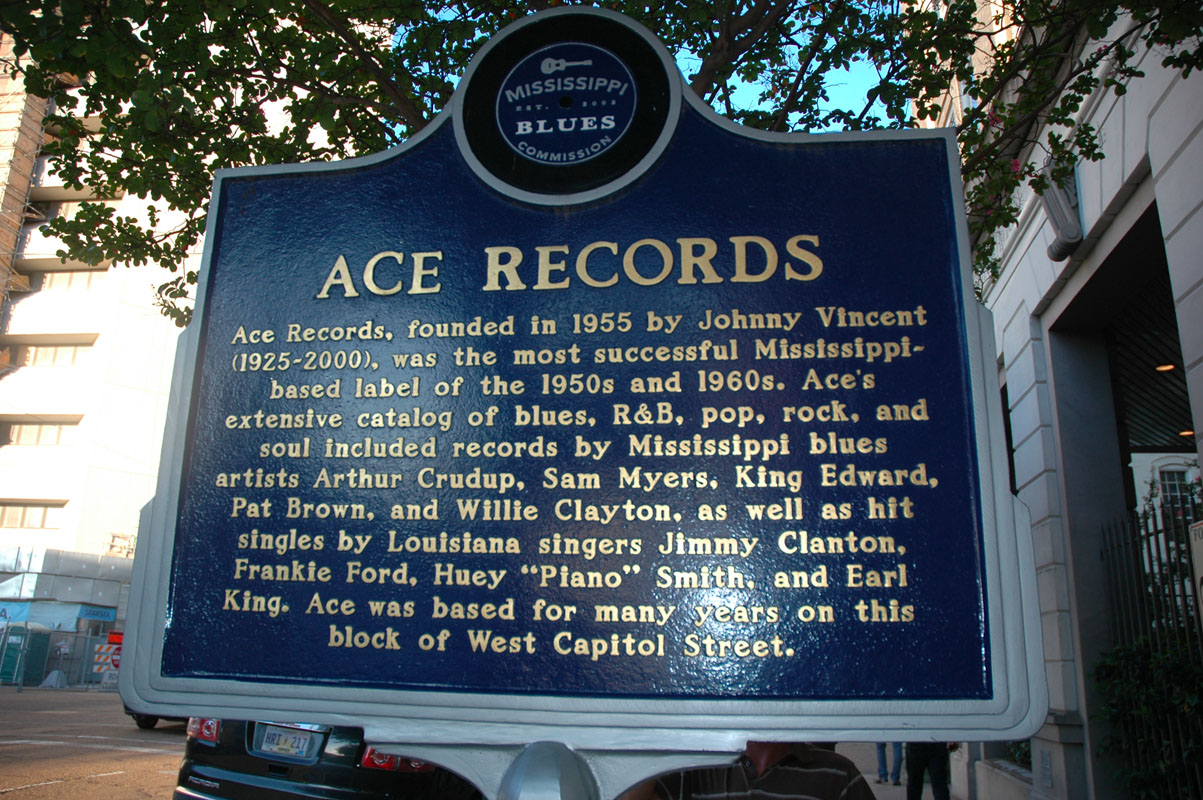 MISSISSIPPI
EST. 2003
BLUES
COMMISSION
ACE RECORDS
Ace Records, founded in 1955 by Johnny Vincent
(1925-2000), was the most successful Mississippi-
based label of the 1950s and 1960s. Ace's
extensive catalog of blues, R&B, pop, rock, and
soul included records by Mississippi blues
artists Arthur Crudup, Sam Myers, King Edward,
Pat Brown, and Willie Clayton, as well as hit
singles by Louisiana singers Jimmy Clanton,
Frankie Ford, Huey “Piano” Smith, and Earl
King. Ace was based for many years on this
block of West Capitol Street.
HRI 217